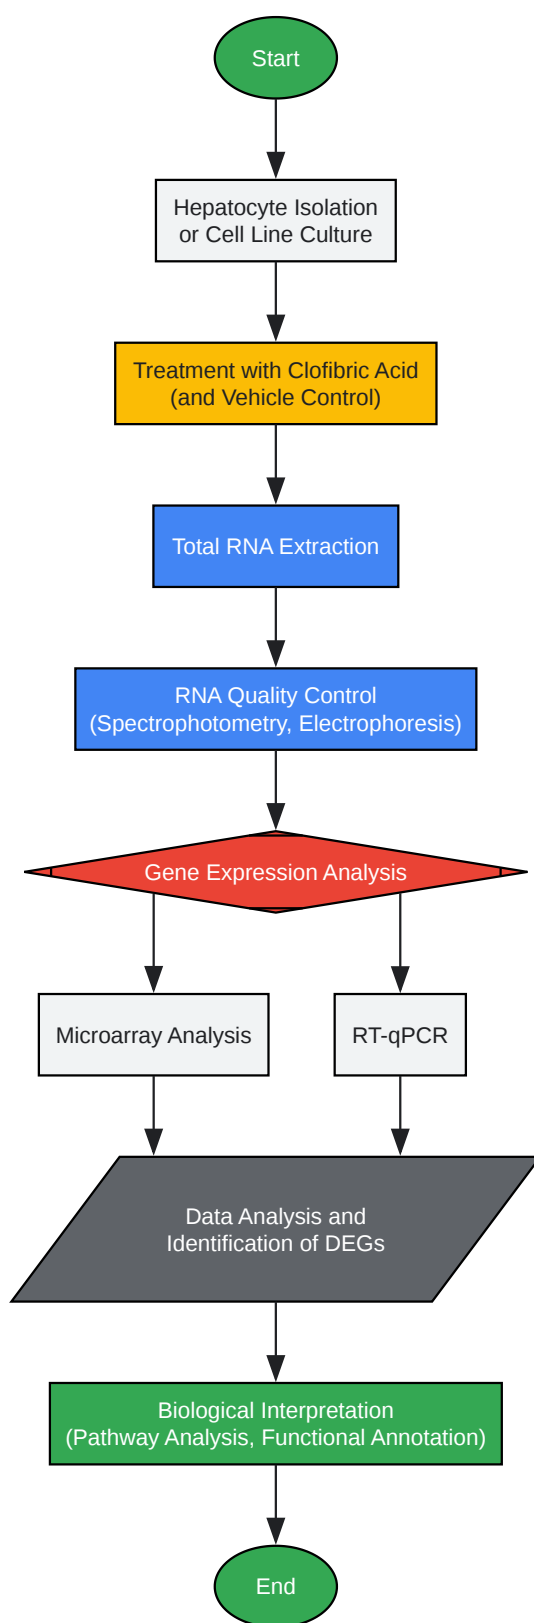 Start
Hepatocyte Isolation
or Cell Line Culture
Treatment with Clofibric Acid
(and Vehicle Control)
Total RNA Extraction
RNA Quality Control
(Spectrophotometry, Electrophoresis)
Gene Expression Analysis
Microarray Analysis
RT-qPCR
Data Analysis and
Identification of DEGs
Biological Interpretation
(Pathway Analysis, Functional Annotation)
End